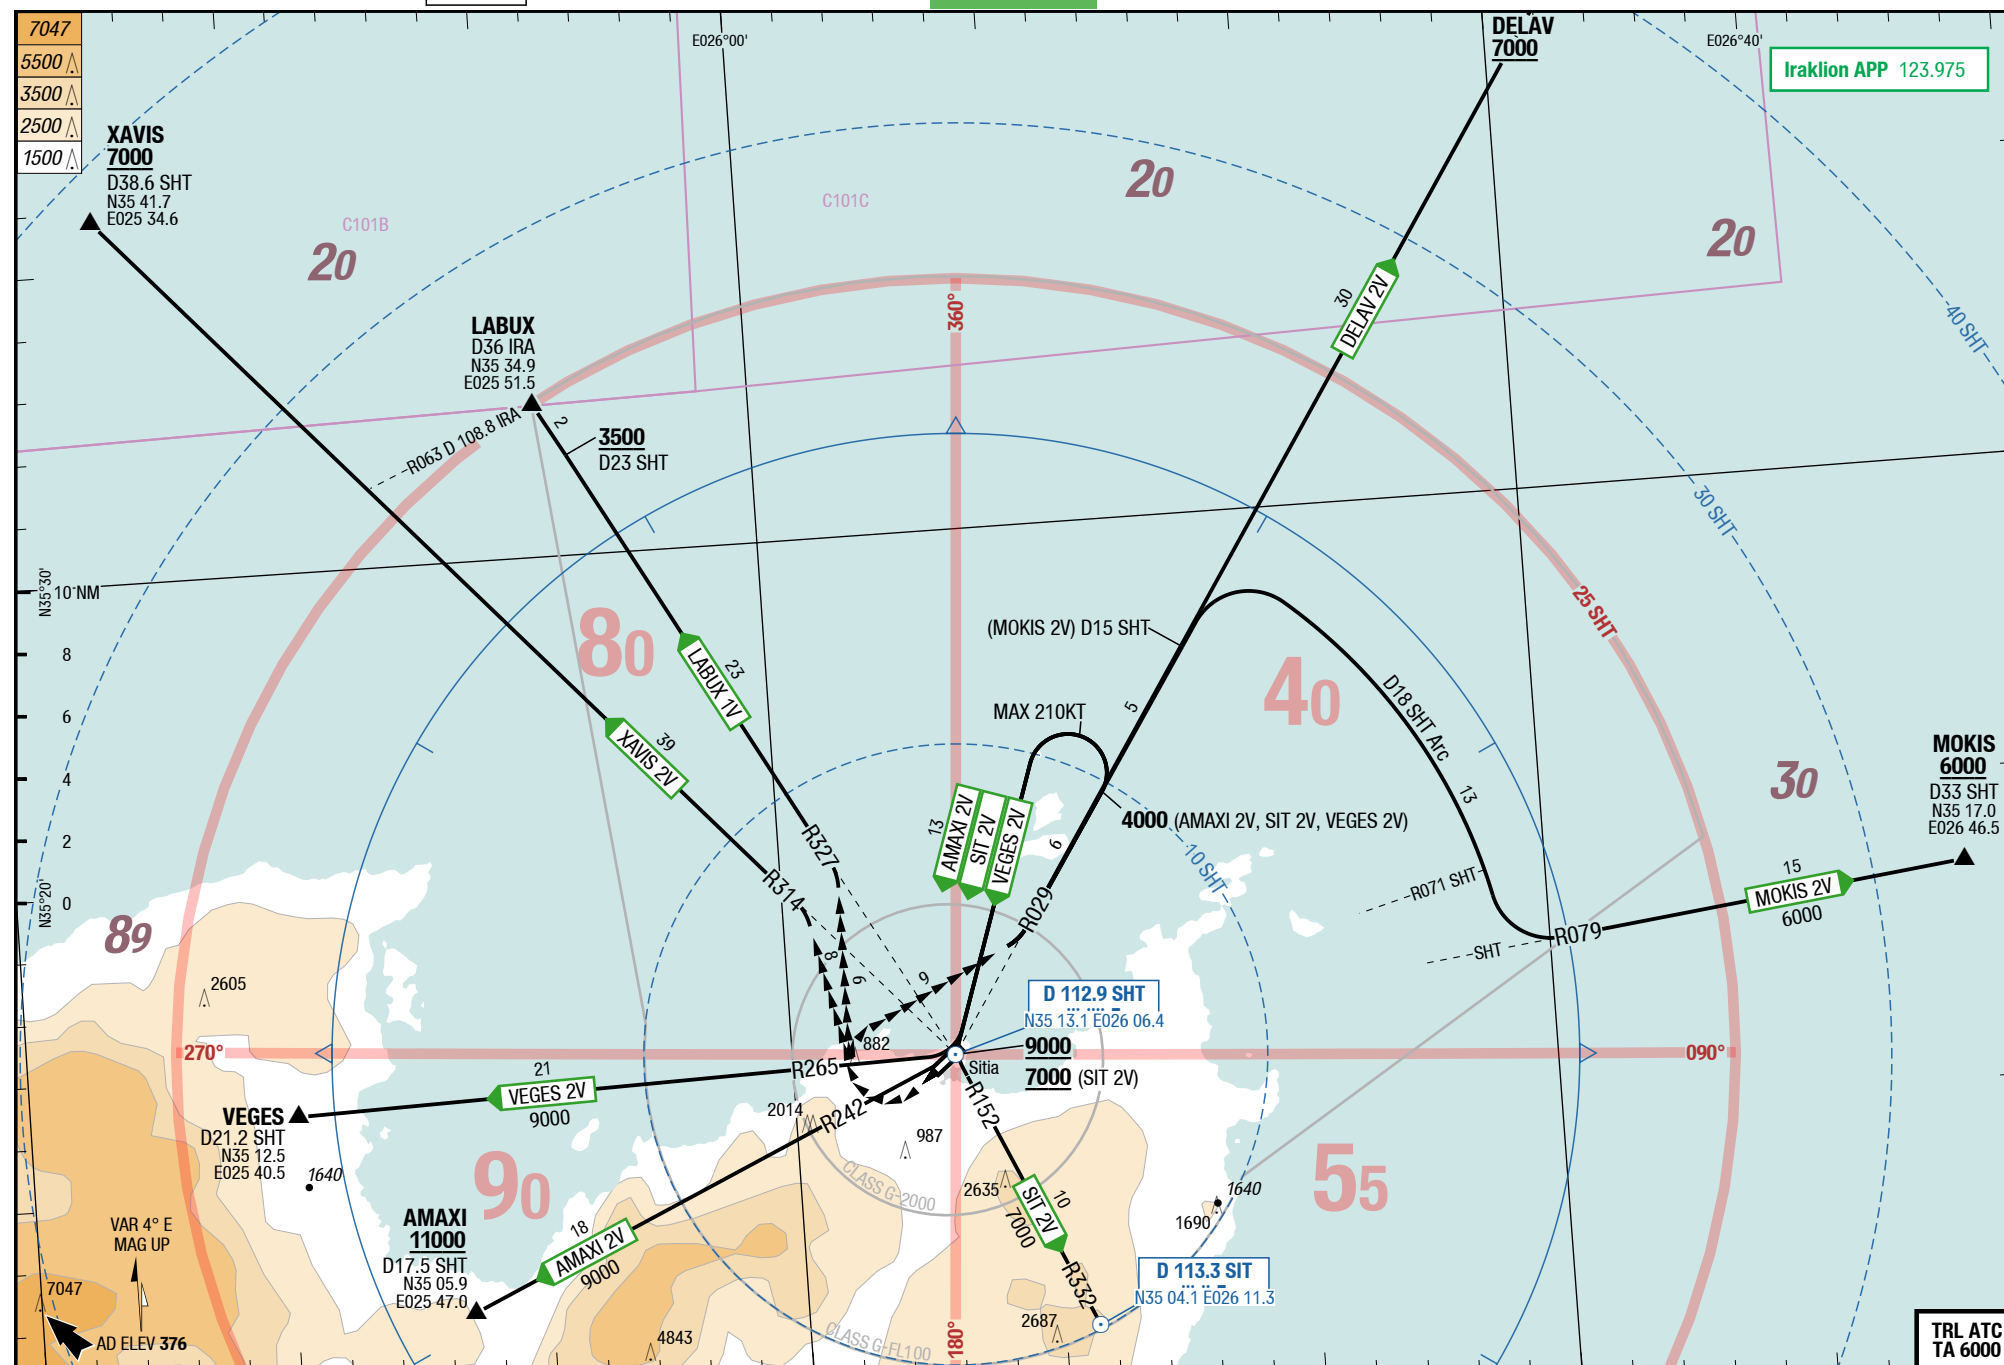 7047
5500
3500
2500
1500
E026°00'
DELAV
7000
E026°40'
Iraklion APP 123.975
XAVIS
7000
D38.6 SHT
N35 41.7
E025 34.6
C101B
C101C
20
20
20
360°
30
DELAV 2V
40 SHT
LABUX
D36 IRA
N35 34.9
E025 51.5
R063 D 108.8 IRA
2
3500
D23 SHT
30 SHT
N35°30'
10 NM
8
6
4
2
0
N35°20'
80
25 SHT
(MOKIS 2V) D15 SHT
23
LABUX 1V
40
D18 SHT Arc
13
5
MAX 210KT
39
XAVIS 2V
MOKIS
6000
D33 SHT
N35 17.0
E026 46.5
30
13
AMAXI 2V
SIT 2V
VEGES 2V
4000 (AMAXI 2V, SIT 2V, VEGES 2V)
6
10 SHT
R327
R314
R029
R071 SHT
15
MOKIS 2V
6000
R079
SHT
89
2605
8
6
9
D 112.9 SHT
N35 13.1 E026 06.4
9000
7000 (SIT 2V)
Sitia
882
270°
090°
R265
21
VEGES 2V
9000
VEGES
D21.2 SHT
N35 12.5
E025 40.5
1640
2014
R242
987
R152
CLASS G-2000
90
55
2635
SIT 2V
10
7000
1640
1690
VAR 4° E
MAG UP
AMAXI
11000
D17.5 SHT
N35 05.9
E025 47.0
18
AMAXI 2V
9000
R332
D 113.3 SIT
N35 04.1 E026 11.3
7047
AD ELEV 376
4843
CLASS G-FL100
180°
2687
TRL ATC
TA 6000